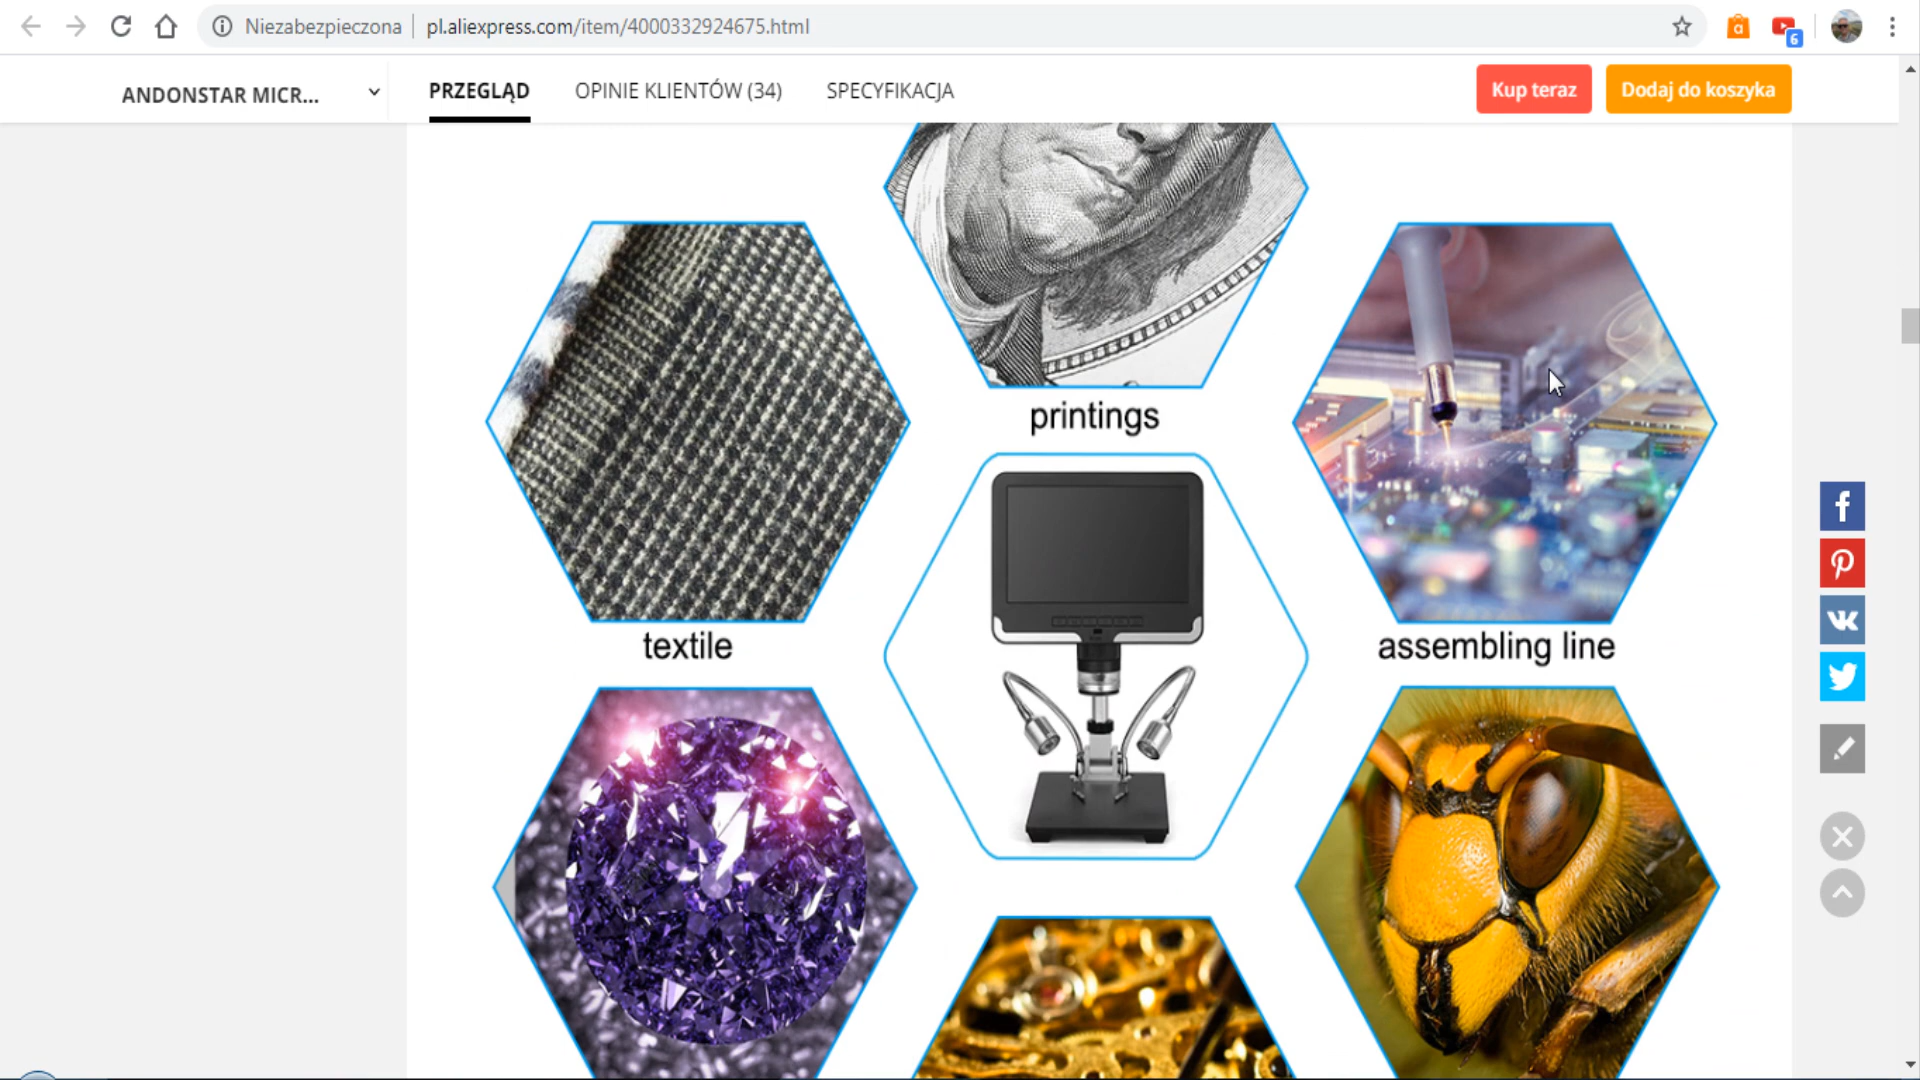 Niezabezpieczona pl.aliexpress.com/item/4000332924675.html
6
ANDONSTAR MICR... PRZEGLĄD OPINIE KLIENTÓW (34) SPECYFIKACJA Kup teraz Dodaj do koszyka
printings
textile
assembling line